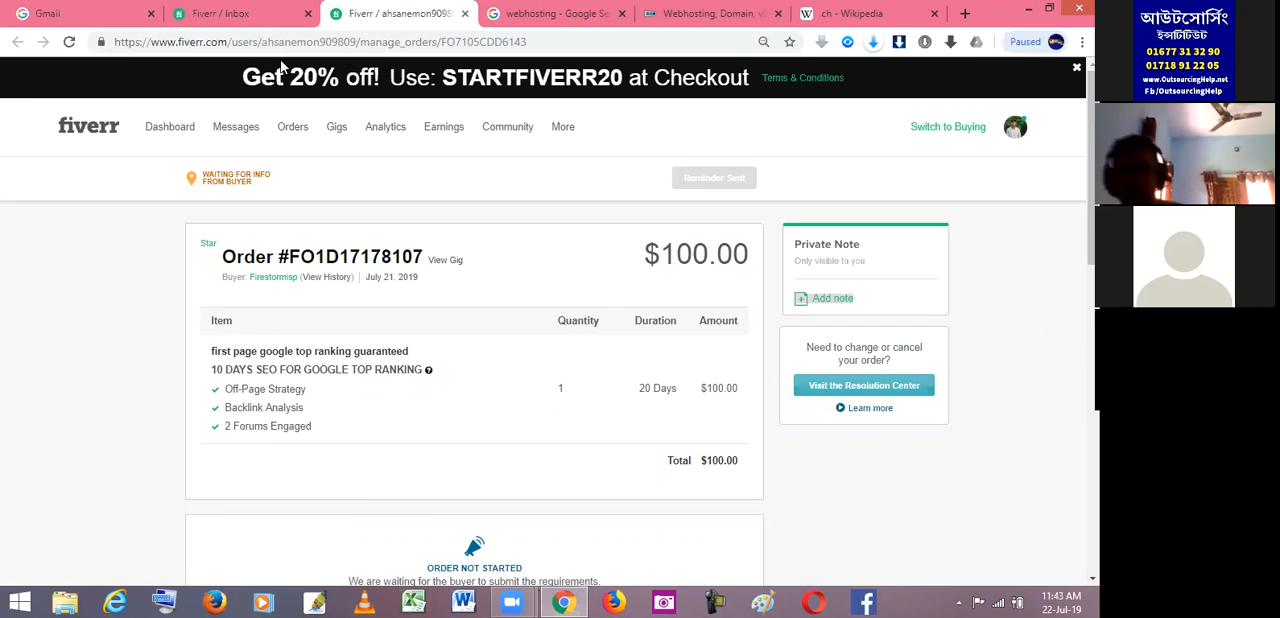 Gmail
Fiverr / Inbox
Fiverr / ahsanemon909
webhosting - Google Se
Webhosting, Domain, vS
.ch - Wikipedia
https://www.fiverr.com/users/ahsanemon909809/manage_orders/FO7105CDD6143
Paused
Get 20% off! Use: STARTFIVERR20 at Checkout
Terms & Conditions
fiverr
Dashboard
Messages
Orders
Gigs
Analytics
Earnings
Community
More
Switch to Buying
WAITING FOR INFO
FROM BUYER
Reminder Sent
Star
Order #FO1D17178107
View Gig
$100.00
Buyer: Firestormisp (View History)
July 21, 2019
Item
Quantity
Duration
Amount
first page google top ranking guaranteed
10 DAYS SEO FOR GOOGLE TOP RANKING
Off-Page Strategy
Backlink Analysis
2 Forums Engaged
1
20 Days
$100.00
Total $100.00
ORDER NOT STARTED
We are waiting for the buyer to submit the requirements.
Private Note
Only visible to you
Add note
Need to change or cancel
your order?
Visit the Resolution Center
Learn more
আউটসোর্সিং
ইন্সটিটিউট
01677 31 32 90
01718 91 22 05
www.OutsourcingHelp.net
Fb/OutsourcingHelp
11:43 AM
22-Jul-19